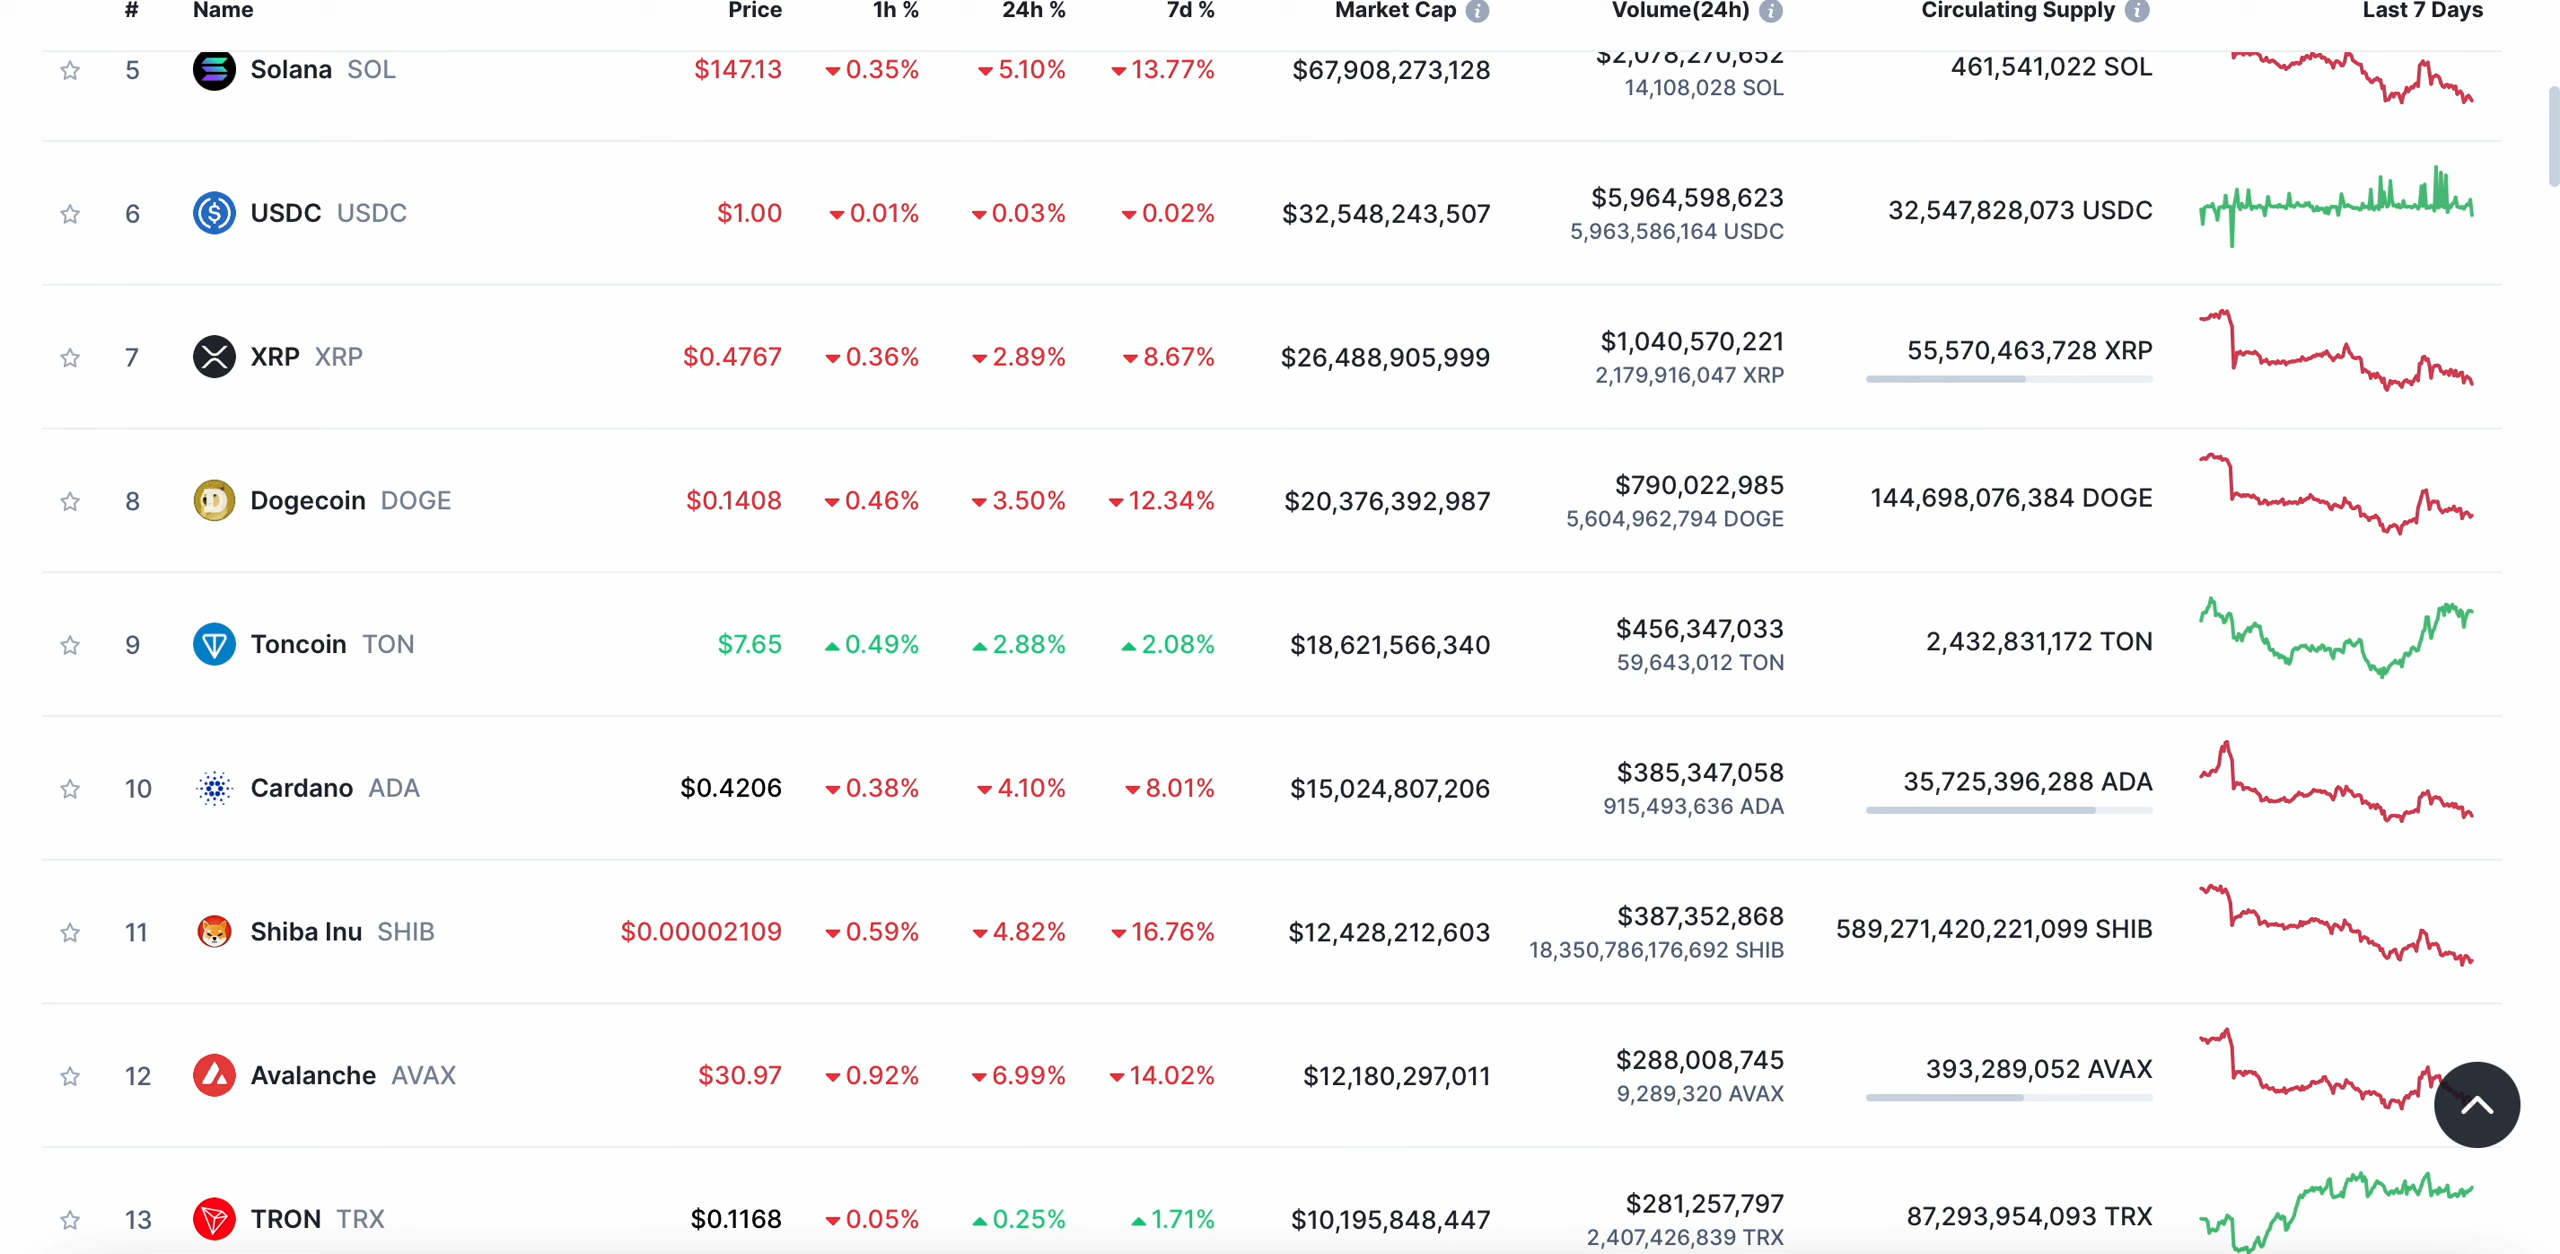 # Name Price 1h % 24h % 7d % Market Cap Volume(24h) Circulating Supply Last 7 Days
5 Solana SOL $147.13 0.35% 5.10% 13.77% $67,908,273,128 $2,078,270,652 461,541,022 SOL
14,108,028 SOL
6 USDC USDC $1.00 0.01% 0.03% 0.02% $32,548,243,507 $5,964,598,623 32,547,828,073 USDC
5,963,586,164 USDC
7 XRP XRP $0.4767 0.36% 2.89% 8.67% $26,488,905,999 $1,040,570,221 55,570,463,728 XRP
2,179,916,047 XRP
8 Dogecoin DOGE $0.1408 0.46% 3.50% 12.34% $20,376,392,987 $790,022,985 144,698,076,384 DOGE
5,604,962,794 DOGE
9 Toncoin TON $7.65 0.49% 2.88% 2.08% $18,621,566,340 $456,347,033 2,432,831,172 TON
59,643,012 TON
10 Cardano ADA $0.4206 0.38% 4.10% 8.01% $15,024,807,206 $385,347,058 35,725,396,288 ADA
915,493,636 ADA
11 Shiba Inu SHIB $0.00002109 0.59% 4.82% 16.76% $12,428,212,603 $387,352,868 589,271,420,221,099 SHIB
18,350,786,176,692 SHIB
12 Avalanche AVAX $30.97 0.92% 6.99% 14.02% $12,180,297,011 $288,008,745 393,289,052 AVAX
9,289,320 AVAX
13 TRON TRX $0.1168 0.05% 0.25% 1.71% $10,195,848,447 $281,257,797 87,293,954,093 TRX
2,407,426,839 TRX